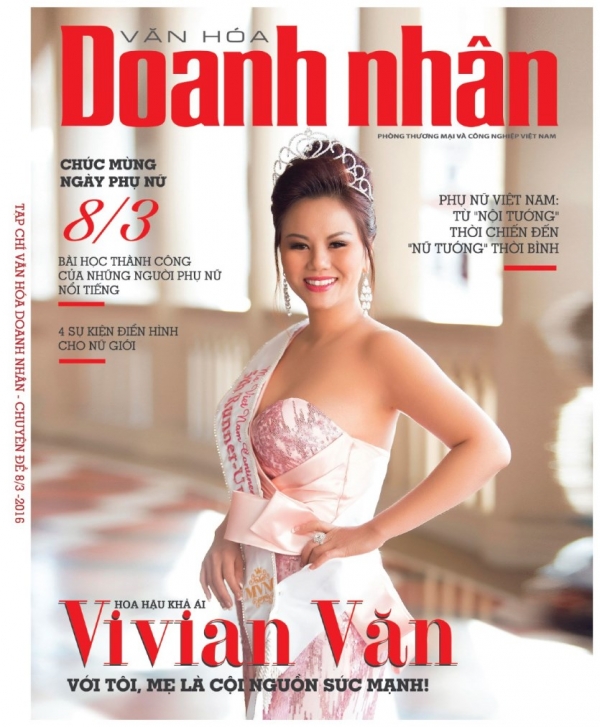 VĂN HÓA
Doanh nhân
PHÒNG THƯƠNG MẠI VÀ CÔNG NGHIỆP VIỆT NAM
CHÚC MỪNG
NGÀY PHỤ NỮ
8/3
BÀI HỌC THÀNH CÔNG
CỦA NHỮNG NGƯỜI PHỤ NỮ
NỔI TIẾNG
4 SỰ KIỆN ĐIỂN HÌNH
CHO NỮ GIỚI
PHỤ NỮ VIỆT NAM:
TỪ "NỘI TƯỚNG"
THỜI CHIẾN ĐẾN
"NỮ TƯỚNG" THỜI BÌNH
TẠP CHÍ VĂN HÓA DOANH NHÂN - CHUYÊN ĐỀ 8/3 -2016
Viet Nam
Runner-U
HOA HẬU KHẢ ÁI
Vivian Văn
VỚI TÔI, MẸ LÀ CỘI NGUỒN SỨC MẠNH!